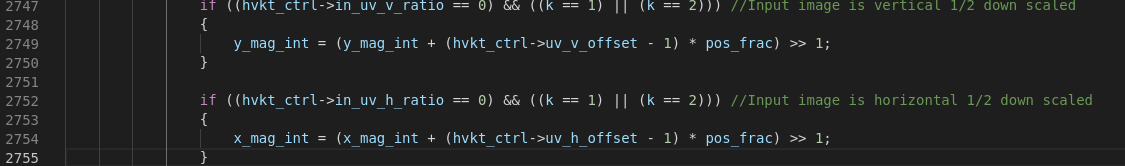 2747 if ((hvkt_ctrl->in_uv_v_ratio == 0) && ((k == 1) || (k == 2))) //Input image is vertical 1/2 down scaled
2748 {
2749 y_mag_int = (y_mag_int + (hvkt_ctrl->uv_v_offset - 1) * pos_frac) >> 1;
2750 }
2751
2752 if ((hvkt_ctrl->in_uv_h_ratio == 0) && ((k == 1) || (k == 2))) //Input image is horizontal 1/2 down scaled
2753 {
2754 x_mag_int = (x_mag_int + (hvkt_ctrl->uv_h_offset - 1) * pos_frac) >> 1;
2755 }